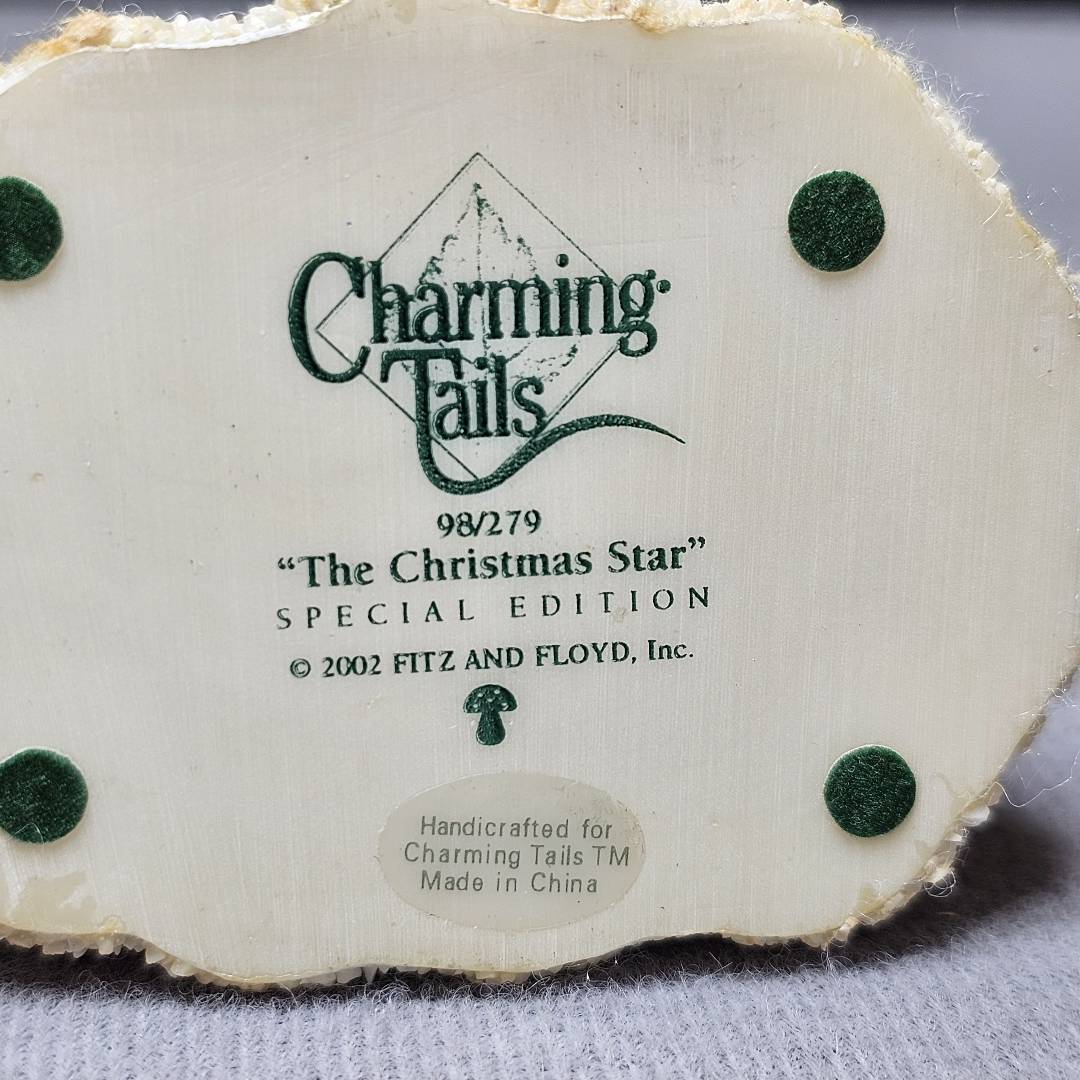 Charming
Tails
98/279
“The Christmas Star”
SPECIAL EDITION
© 2002 FITZ AND FLOYD, Inc.
Handicrafted for
Charming Tails TM
Made in China